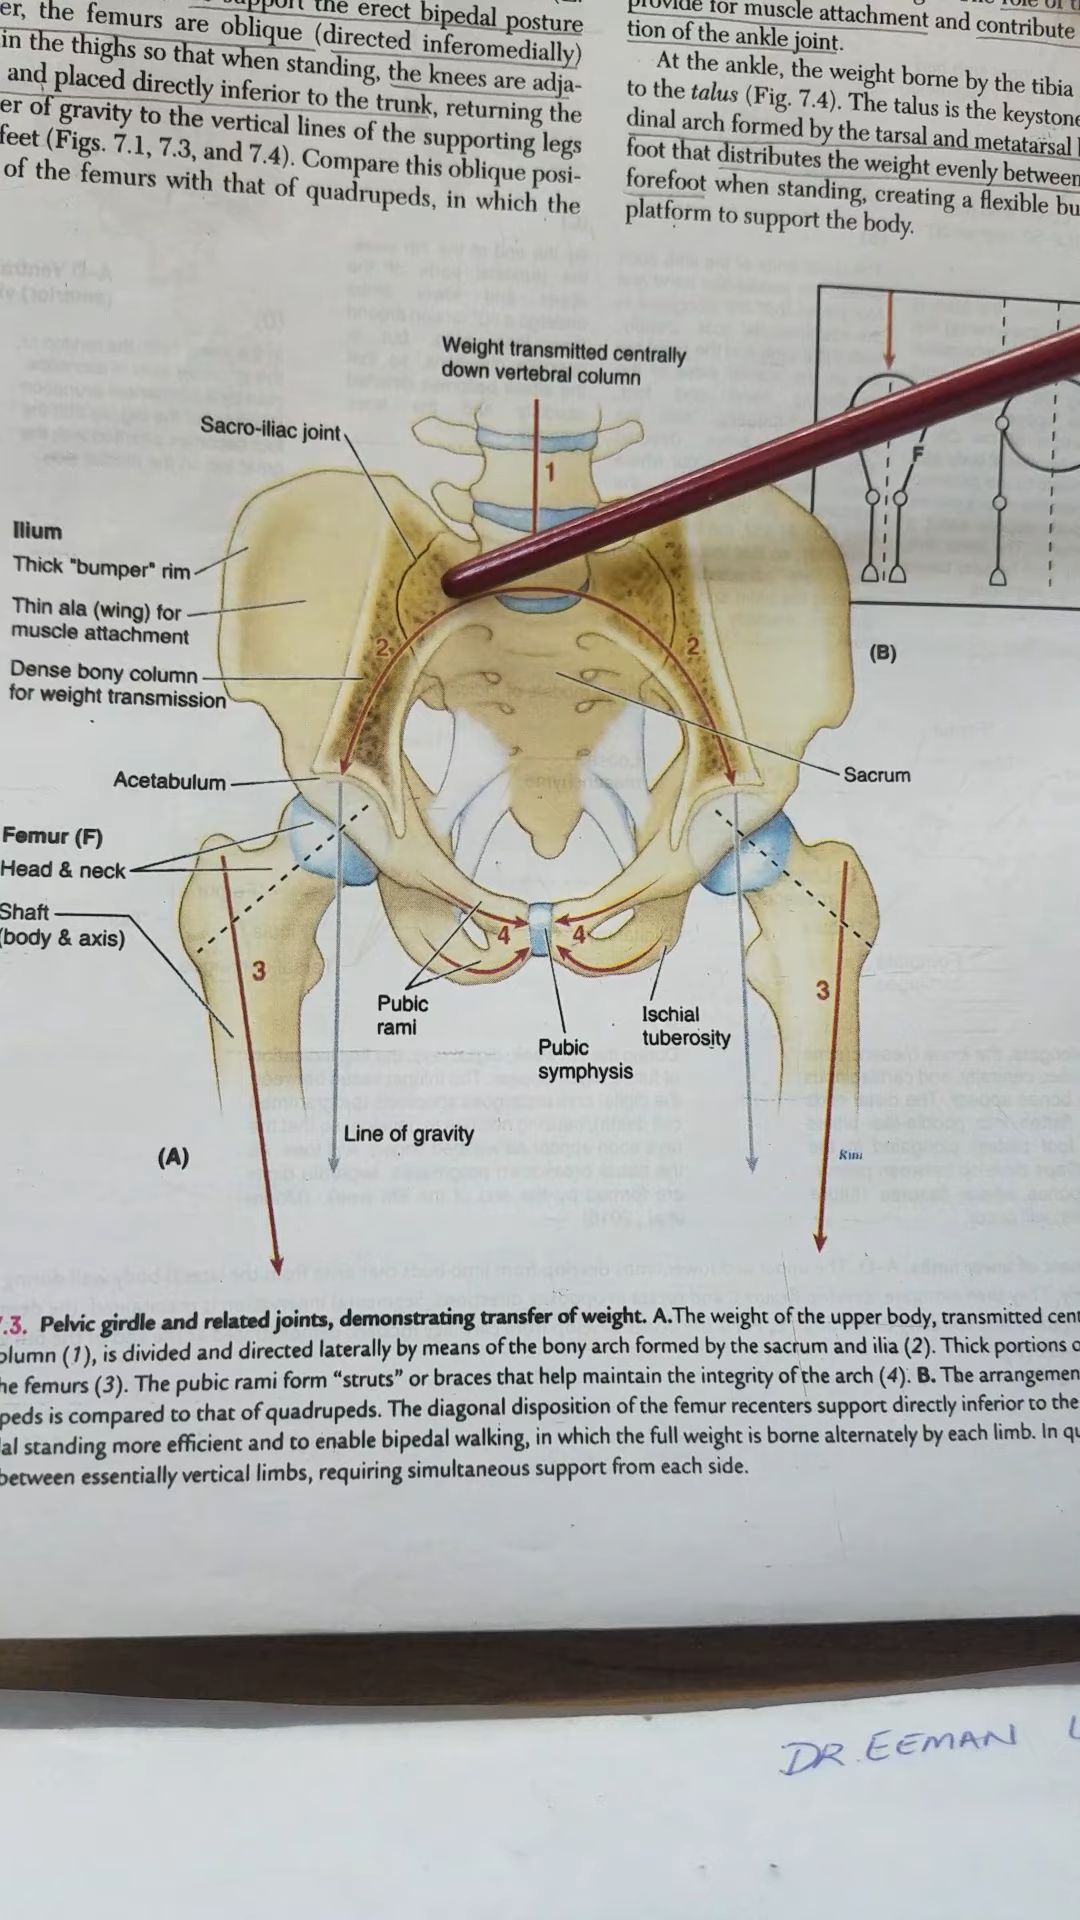 support the erect bipedal posture
er, the femurs are oblique (directed inferomedially)
in the thighs so that when standing, the knees are adja-
and placed directly inferior to the trunk, returning the
er of gravity to the vertical lines of the supporting legs
feet (Figs. 7.1, 7.3, and 7.4). Compare this oblique posi-
of the femurs with that of quadrupeds, in which the
provide for muscle attachment and contribute
tion of the ankle joint.
At the ankle, the weight borne by the tibia
to the talus (Fig. 7.4). The talus is the keystone
dinal arch formed by the tarsal and metatarsal
foot that distributes the weight evenly between
forefoot when standing, creating a flexible bu
platform to support the body.
Weight transmitted centrally
down vertebral column
Sacro-iliac joint
1
F
Ilium
Thick "bumper" rim
Thin ala (wing) for
muscle attachment
2
2
(B)
Dense bony column
for weight transmission
Acetabulum
Sacrum
Femur (F)
Head & neck
Shaft
(body & axis)
4
4
3
3
Pubic
rami
Ischial
tuberosity
Pubic
symphysis
Line of gravity
(A)
.3. Pelvic girdle and related joints, demonstrating transfer of weight. A. The weight of the upper body, transmitted cent
olumn (1), is divided and directed laterally by means of the bony arch formed by the sacrum and ilia (2). Thick portions o
he femurs (3). The pubic rami form “struts” or braces that help maintain the integrity of the arch (4). B. The arrangemen
peds is compared to that of quadrupeds. The diagonal disposition of the femur recenters support directly inferior to the
al standing more efficient and to enable bipedal walking, in which the full weight is borne alternately by each limb. In qu
between essentially vertical limbs, requiring simultaneous support from each side.
DR. EEMAN